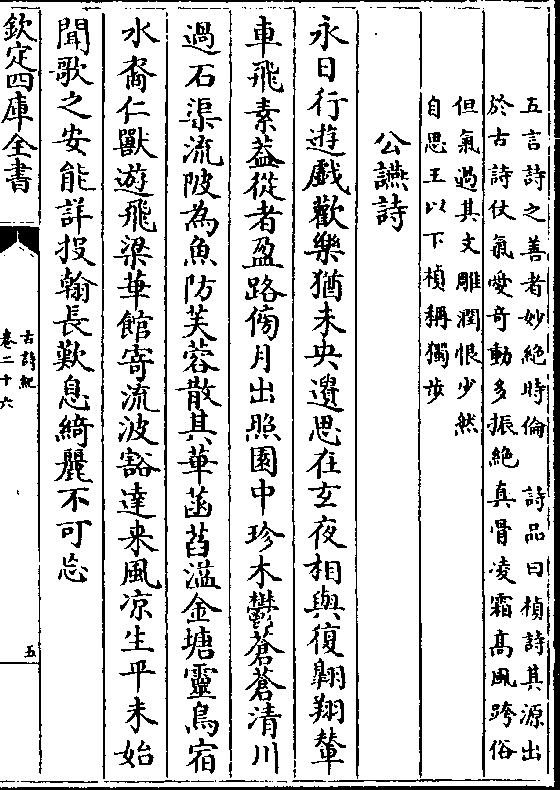 五言詩之善者妙絶時倫　詩品曰楨詩其源出
於古詩仗氣愛奇動多振絶真骨凌霜髙風跨俗
但氣過其文雕潤恨少然
自思王以下楨稱獨步
公讌詩
永日行遊戲歡樂猶未央遺思在玄夜相與復翺翔輦
車飛素葢從者盈路傍月出照園中珍木鬱蒼蒼清川
過石渠流陂為魚防芙蓉散其華菡萏溢金塘靈鳥宿
水裔仁獸遊飛梁華館寄流波豁達来風凉生平未始
聞歌之安能詳投翰長歎息綺麗不可忘
欽定四庫全書
古詩紀
卷二十六
五